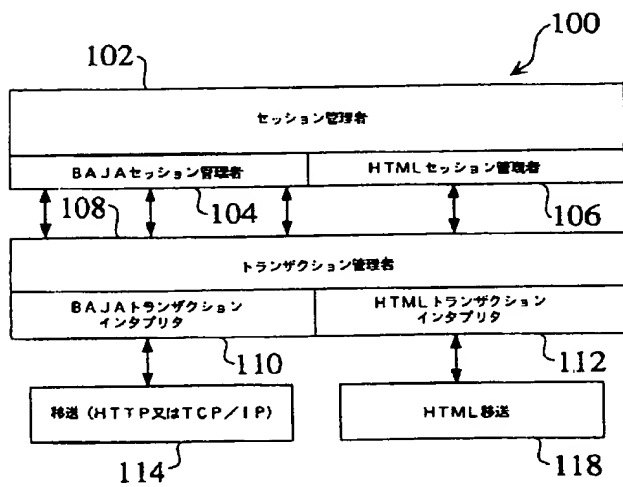 100
102
セッション管理者
BAJAセッション管理者
HTMLセッション管理者
108
104
106
トランザクション管理者
BAJAトランザクション
インタプリタ
HTMLトランザクション
インタプリタ
110
112
移送（HTTP又はTCP／IP）
HTML移送
114
118